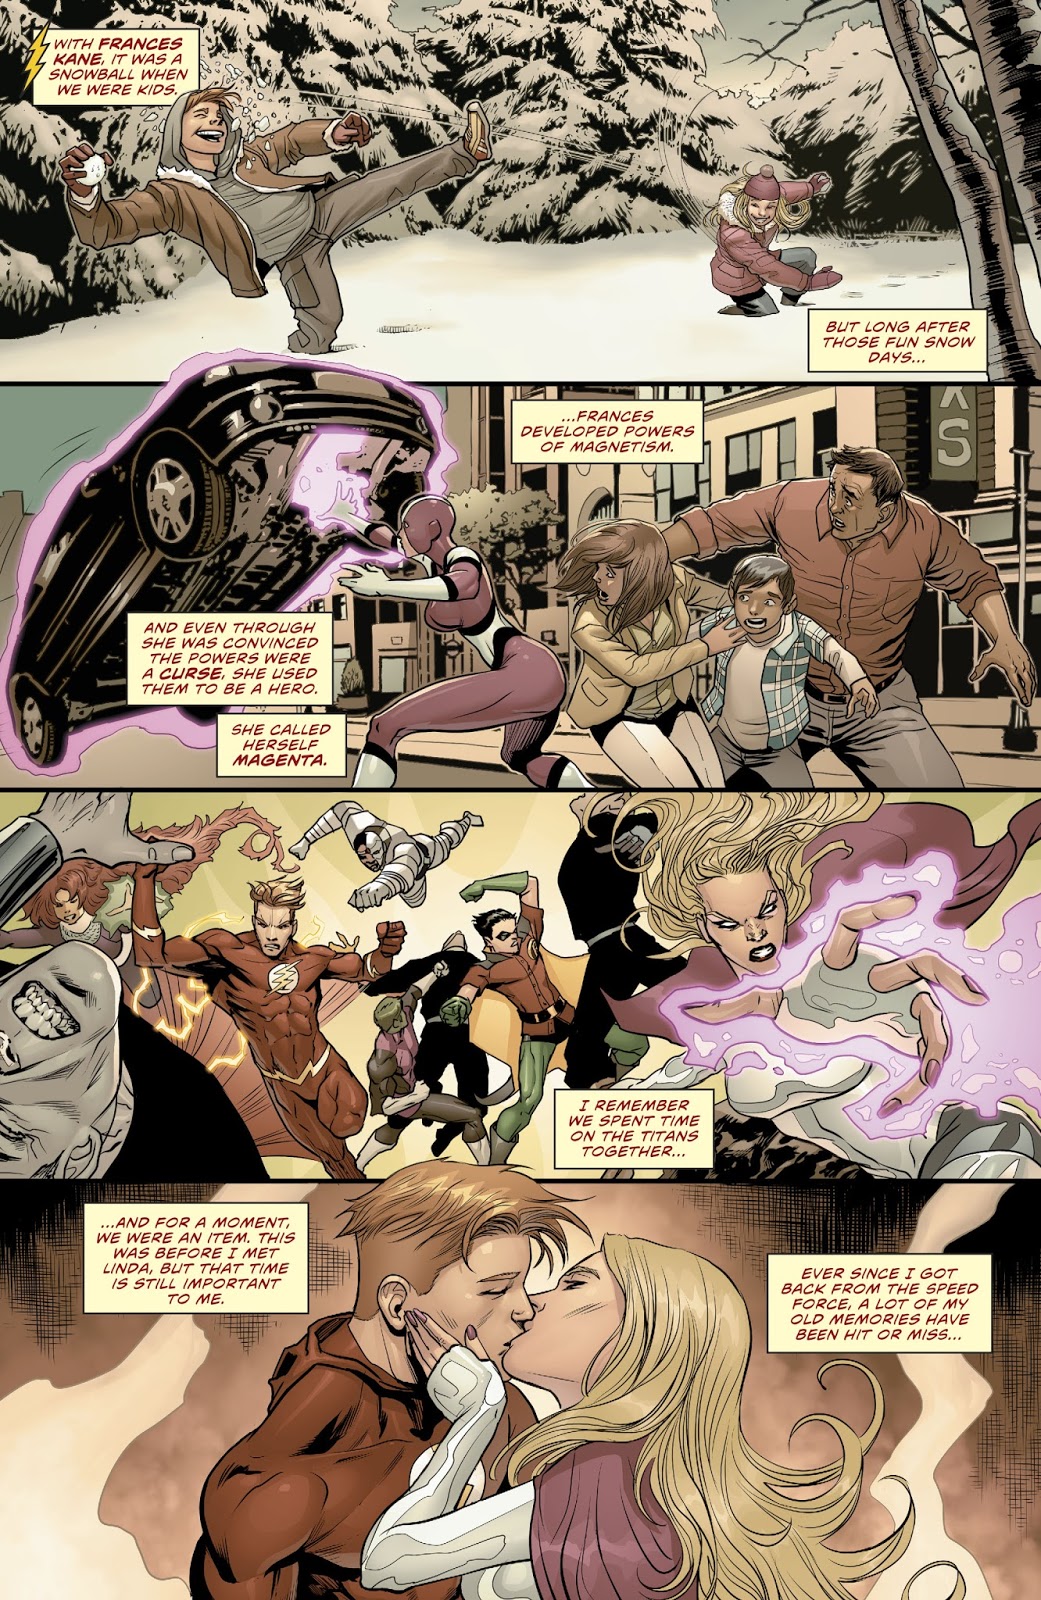 WITH FRANCES
KANE, IT WAS A
SNOWBALL WHEN
WE WERE KIDS.
BUT LONG AFTER
THOSE FUN SNOW
DAYS...
...FRANCES
DEVELOPED POWERS
OF MAGNETISM.
XS
AND EVEN THROUGH
SHE WAS CONVINCED
THE POWERS WERE
A CURSE, SHE USED
THEM TO BE A HERO.
SHE CALLED
HERSELF
MAGENTA.
I REMEMBER
WE SPENT TIME
ON THE TITANS
TOGETHER...
...AND FOR A MOMENT,
WE WERE AN ITEM. THIS
WAS BEFORE I MET
LINDA, BUT THAT TIME
IS STILL IMPORTANT
TO ME.
EVER SINCE I GOT
BACK FROM THE SPEED
FORCE, A LOT OF MY
OLD MEMORIES HAVE
BEEN HIT OR MISS...